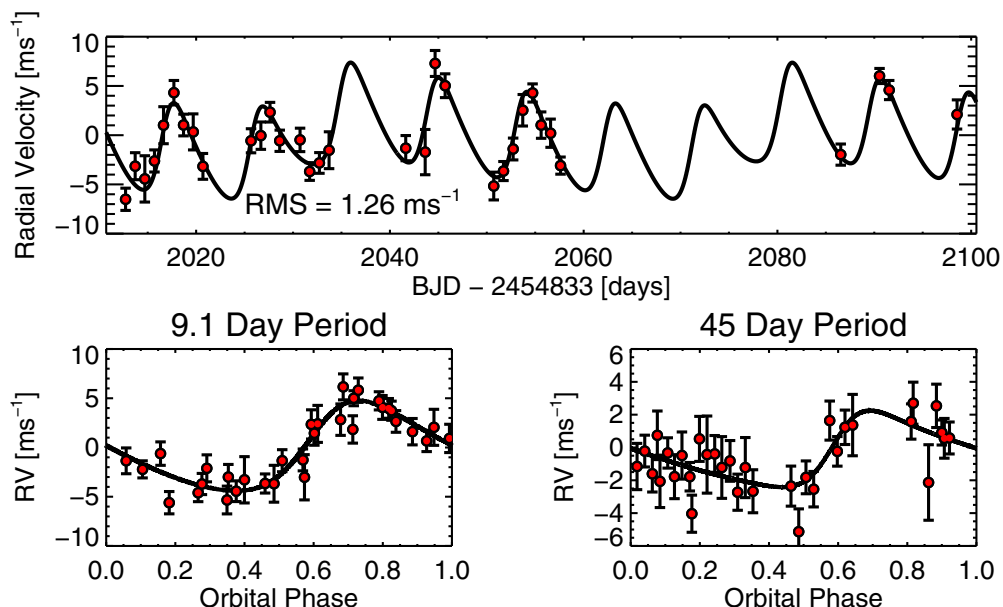 Radial Velocity [ms⁻¹]
10
5
0
−5
−10
RMS = 1.26 ms⁻¹
2020 2040 2060 2080 2100
BJD − 2454833 [days]
9.1 Day Period
RV [ms⁻¹]
10
5
0
−5
−10
0.0 0.2 0.4 0.6 0.8 1.0
Orbital Phase
45 Day Period
RV [ms⁻¹]
6
4
2
0
−2
−4
−6
0.0 0.2 0.4 0.6 0.8 1.0
Orbital Phase